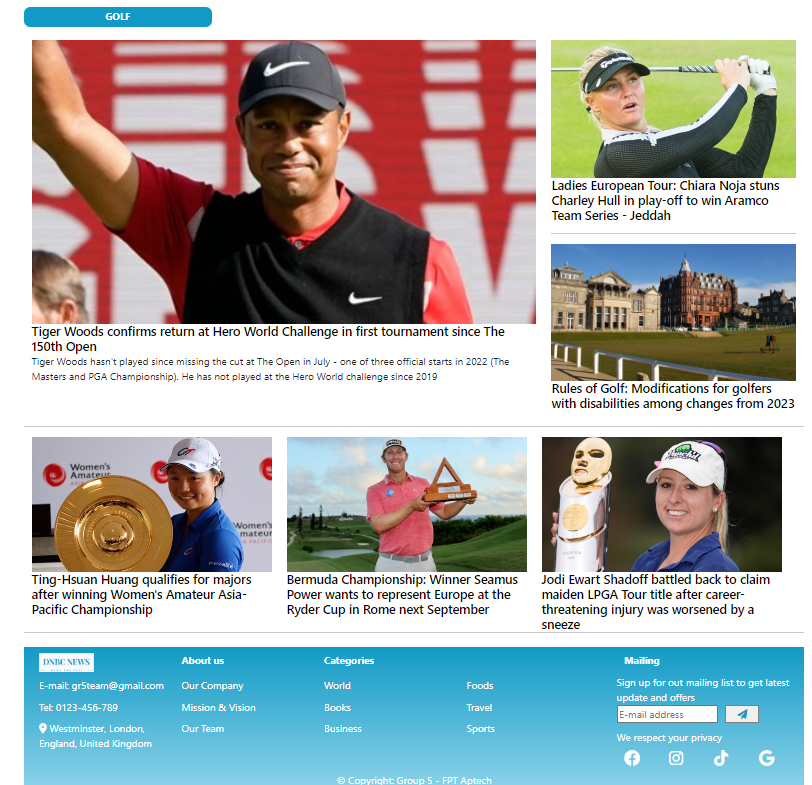 GOLF
Tiger Woods confirms return at Hero World Challenge in first tournament since The
150th Open
Tiger Woods hasn't played since missing the cut at The Open in July - one of three official starts in 2022 (The
Masters and PGA Championship). He has not played at the Hero World challenge since 2019
Ladies European Tour: Chiara Noja stuns
Charley Hull in play-off to win Aramco
Team Series - Jeddah
Rules of Golf: Modifications for golfers
with disabilities among changes from 2023
Women's
Amateur
Women's
mateur
Ting-Hsuan Huang qualifies for majors
after winning Women's Amateur Asia-
Pacific Championship
Bermuda Championship: Winner Seamus
Power wants to represent Europe at the
Ryder Cup in Rome next September
Jodi Ewart Shadoff battled back to claim
maiden LPGA Tour title after career-
threatening injury was worsened by a
sneeze
DNBC NEWS
E-mail: gr5team@gmail.com
Tel: 0123-456-789
Westminster, London,
England, United Kingdom
About us
Our Company
Mission & Vision
Our Team
Categories
World
Books
Business
Foods
Travel
Sports
Mailing
Sign up for out mailing list to get latest
update and offers
E-mail address
We respect your privacy
© Copyright: Group 5 - FPT Aptech